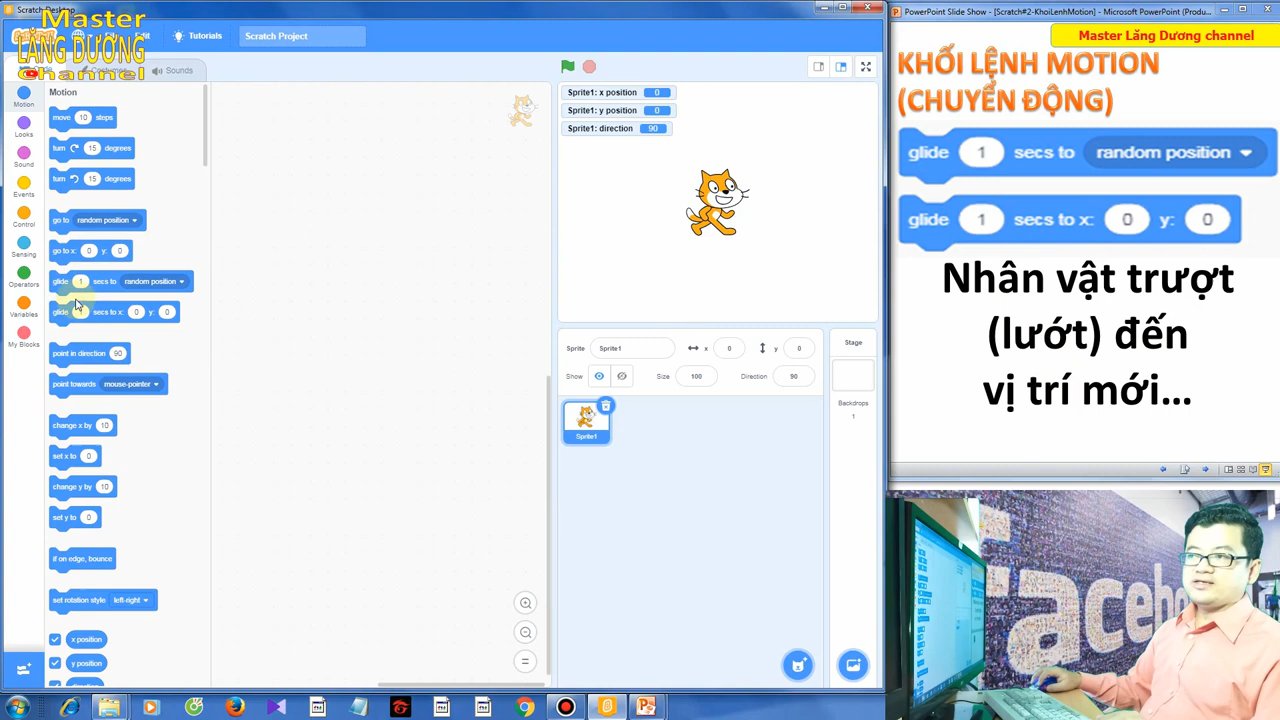 Scratch Desktop
Master
LĂNG DƯƠNG
Channel
Edit
Tutorials
Scratch Project
Costumes
Sounds
Motion
Looks
Sound
Events
Control
Sensing
Operators
Variables
My Blocks
Motion
move 10 steps
turn 15 degrees
turn 15 degrees
go to random position
go to x: 0 y: 0
glide 1 secs to random position
glide secs to x: 0 y: 0
point in direction 90
point towards mouse-pointer
change x by 10
set x to 0
change y by 10
set y to 0
if on edge, bounce
set rotation style left-right
x position
y position
Sprite1: x position 0
Sprite1: y position 0
Sprite1: direction 90
Sprite Sprite1 x 0 y 0
Show Size 100 Direction 90
Sprite1
Stage
Backdrops
1
PowerPoint Slide Show - [Scratch#2-KhoiLenhMotion] - Microsoft PowerPoint (Produ...
Master Lăng Dương channel
KHỐI LỆNH MOTION
(CHUYỂN ĐỘNG)
glide 1 secs to random position
glide 1 secs to x: 0 y: 0
Nhân vật trượt
(lướt) đến
vị trí mới...
facebo